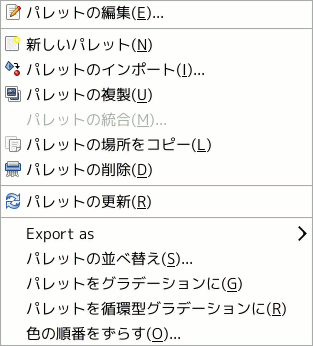 パレットの編集(E)...
新しいパレット(N)
パレットのインポート(I)...
パレットの複製(U)
パレットの統合(M)...
パレットの場所をコピー(L)
パレットの削除(D)
パレットの更新(R)
Export as
パレットの並べ替え(S)...
パレットをグラデーションに(G)
パレットを循環型グラデーションに(R)
色の順番をずらす(O)...